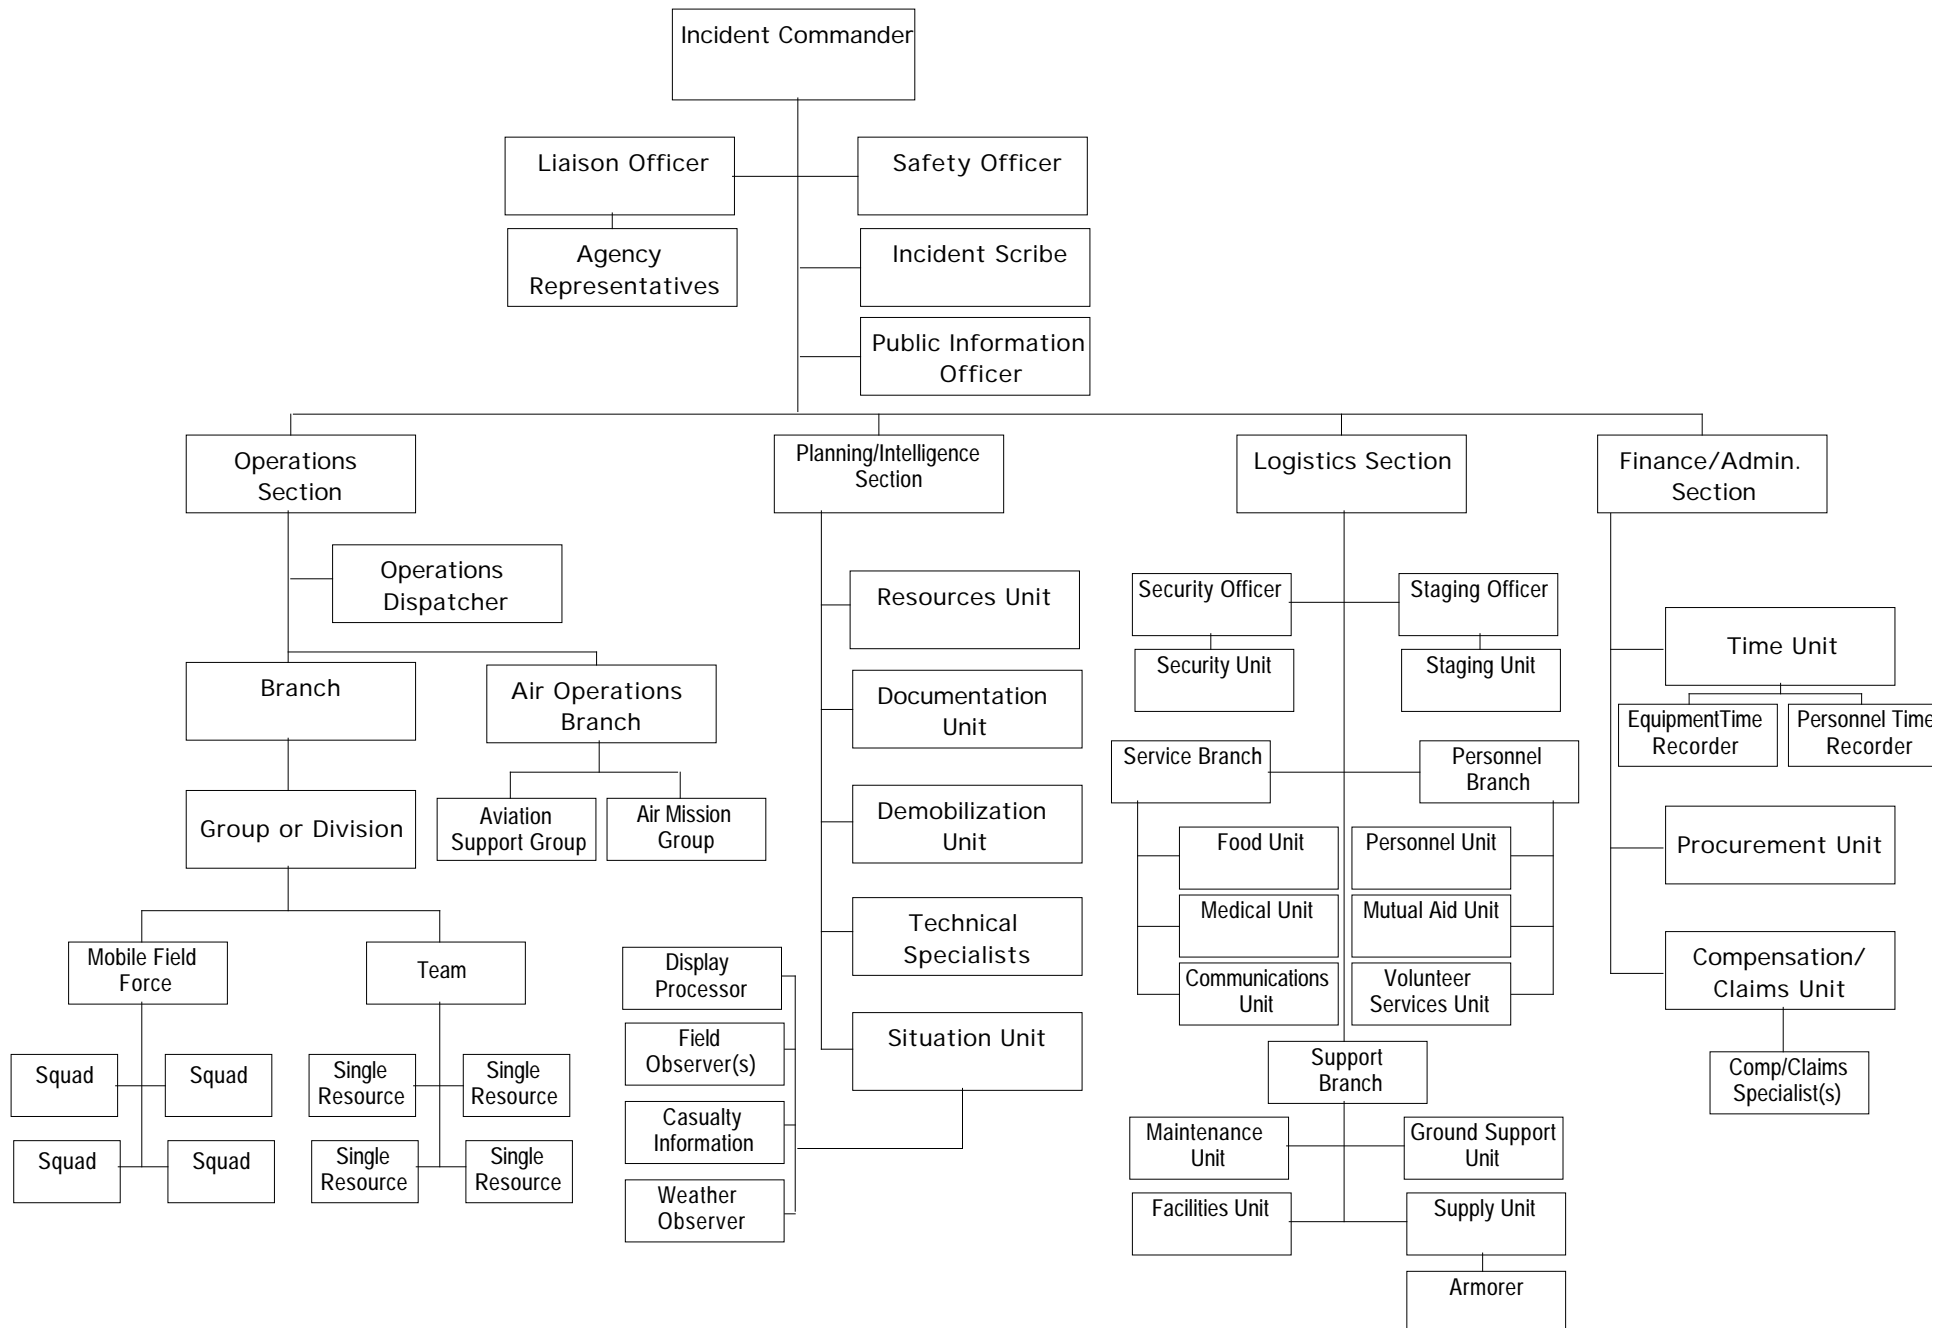 Incident Commander
Liaison Officer
Safety Officer
Agency
Representatives
Incident Scribe
Public Information
Officer
Operations
Section
Planning/Intelligence
Section
Logistics Section
Finance/Admin.
Section
Operations
Dispatcher
Branch
Air Operations
Branch
Group or Division
Aviation
Support Group
Air Mission
Group
Mobile Field
Force
Team
Squad
Squad
Squad
Squad
Single
Resource
Single
Resource
Single
Resource
Single
Resource
Resources Unit
Documentation
Unit
Demobilization
Unit
Technical
Specialists
Situation Unit
Display
Processor
Field
Observer(s)
Casualty
Information
Weather
Observer
Security Officer
Staging Officer
Security Unit
Staging Unit
Service Branch
Personnel
Branch
Food Unit
Personnel Unit
Medical Unit
Mutual Aid Unit
Communications
Unit
Volunteer
Services Unit
Support
Branch
Maintenance
Unit
Ground Support
Unit
Facilities Unit
Supply Unit
Armorer
Time Unit
EquipmentTime
Recorder
Personnel Time
Recorder
Procurement Unit
Compensation/
Claims Unit
Comp/Claims
Specialist(s)